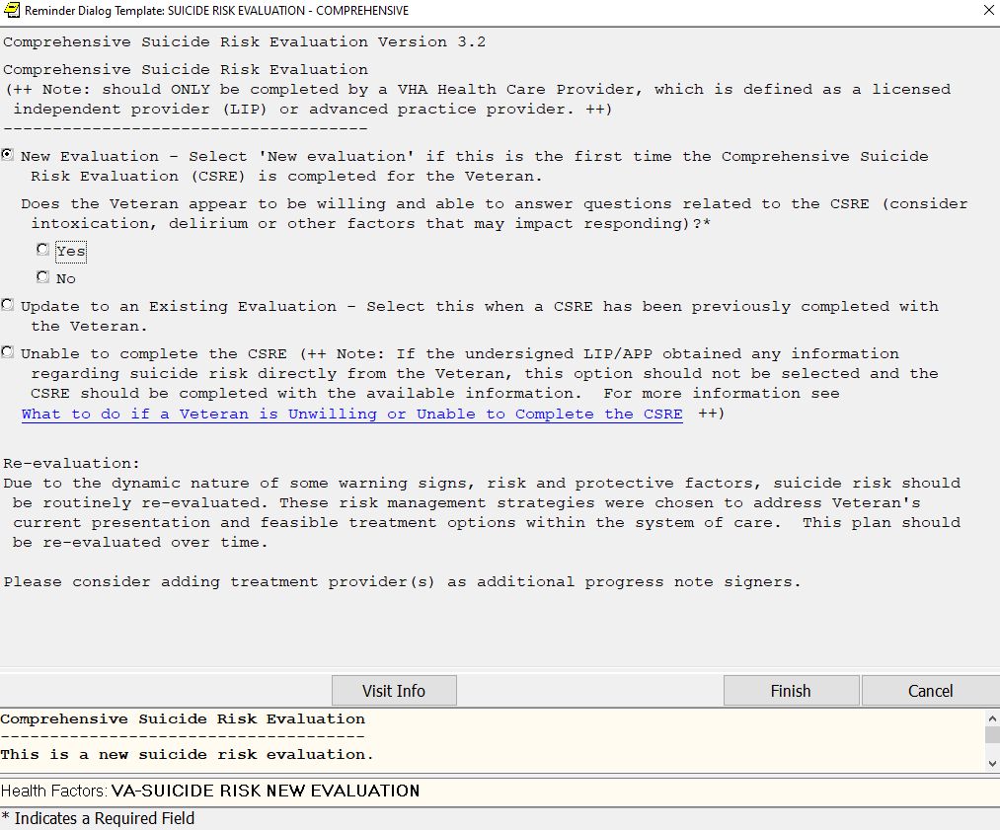 Reminder Dialog Template: SUICIDE RISK EVALUATION - COMPREHENSIVE
Comprehensive Suicide Risk Evaluation Version 3.2
Comprehensive Suicide Risk Evaluation
(++ Note: should ONLY be completed by a VHA Health Care Provider, which is defined as a licensed
independent provider (LIP) or advanced practice provider. ++)
-------------------------------------
New Evaluation - Select 'New evaluation' if this is the first time the Comprehensive Suicide
Risk Evaluation (CSRE) is completed for the Veteran.
Does the Veteran appear to be willing and able to answer questions related to the CSRE (consider
intoxication, delirium or other factors that may impact responding)?*
Yes
No
Update to an Existing Evaluation - Select this when a CSRE has been previously completed with
the Veteran.
Unable to complete the CSRE (++ Note: If the undersigned LIP/APP obtained any information
regarding suicide risk directly from the Veteran, this option should not be selected and the
CSRE should be completed with the available information.  For more information see
What to do if a Veteran is Unwilling or Unable to Complete the CSRE ++)
Re-evaluation:
Due to the dynamic nature of some warning signs, risk and protective factors, suicide risk should
be routinely re-evaluated. These risk management strategies were chosen to address Veteran's
current presentation and feasible treatment options within the system of care.  This plan should
be re-evaluated over time.
Please consider adding treatment provider(s) as additional progress note signers.
Visit Info
Finish
Cancel
Comprehensive Suicide Risk Evaluation
-------------------------------------
This is a new suicide risk evaluation.
Health Factors: VA-SUICIDE RISK NEW EVALUATION
* Indicates a Required Field